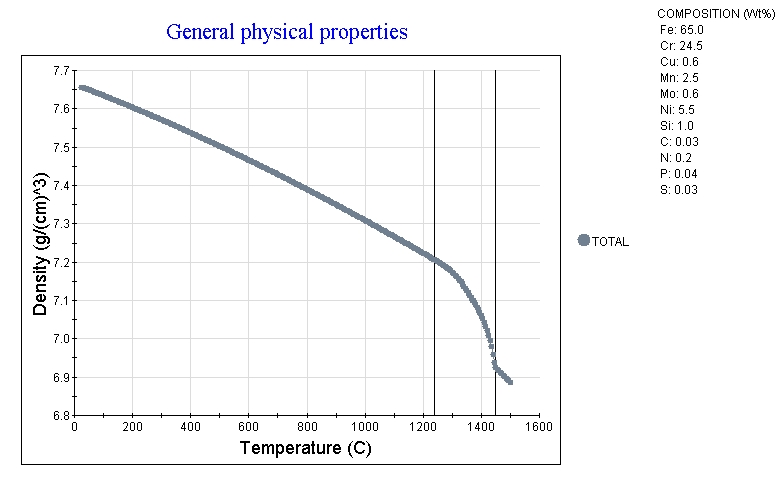 General physical properties
COMPOSITION (Wt%)
Fe: 65.0
Cr: 24.5
Cu: 0.6
Mn: 2.5
Mo: 0.6
Ni: 5.5
Si: 1.0
C: 0.03
N: 0.2
P: 0.04
S: 0.03
Density (g/(cm)^3)
7.7
7.6
7.5
7.4
7.3
7.2
7.1
7.0
6.9
6.8
0 200 400 600 800 1000 1200 1400 1600
Temperature (C)
TOTAL